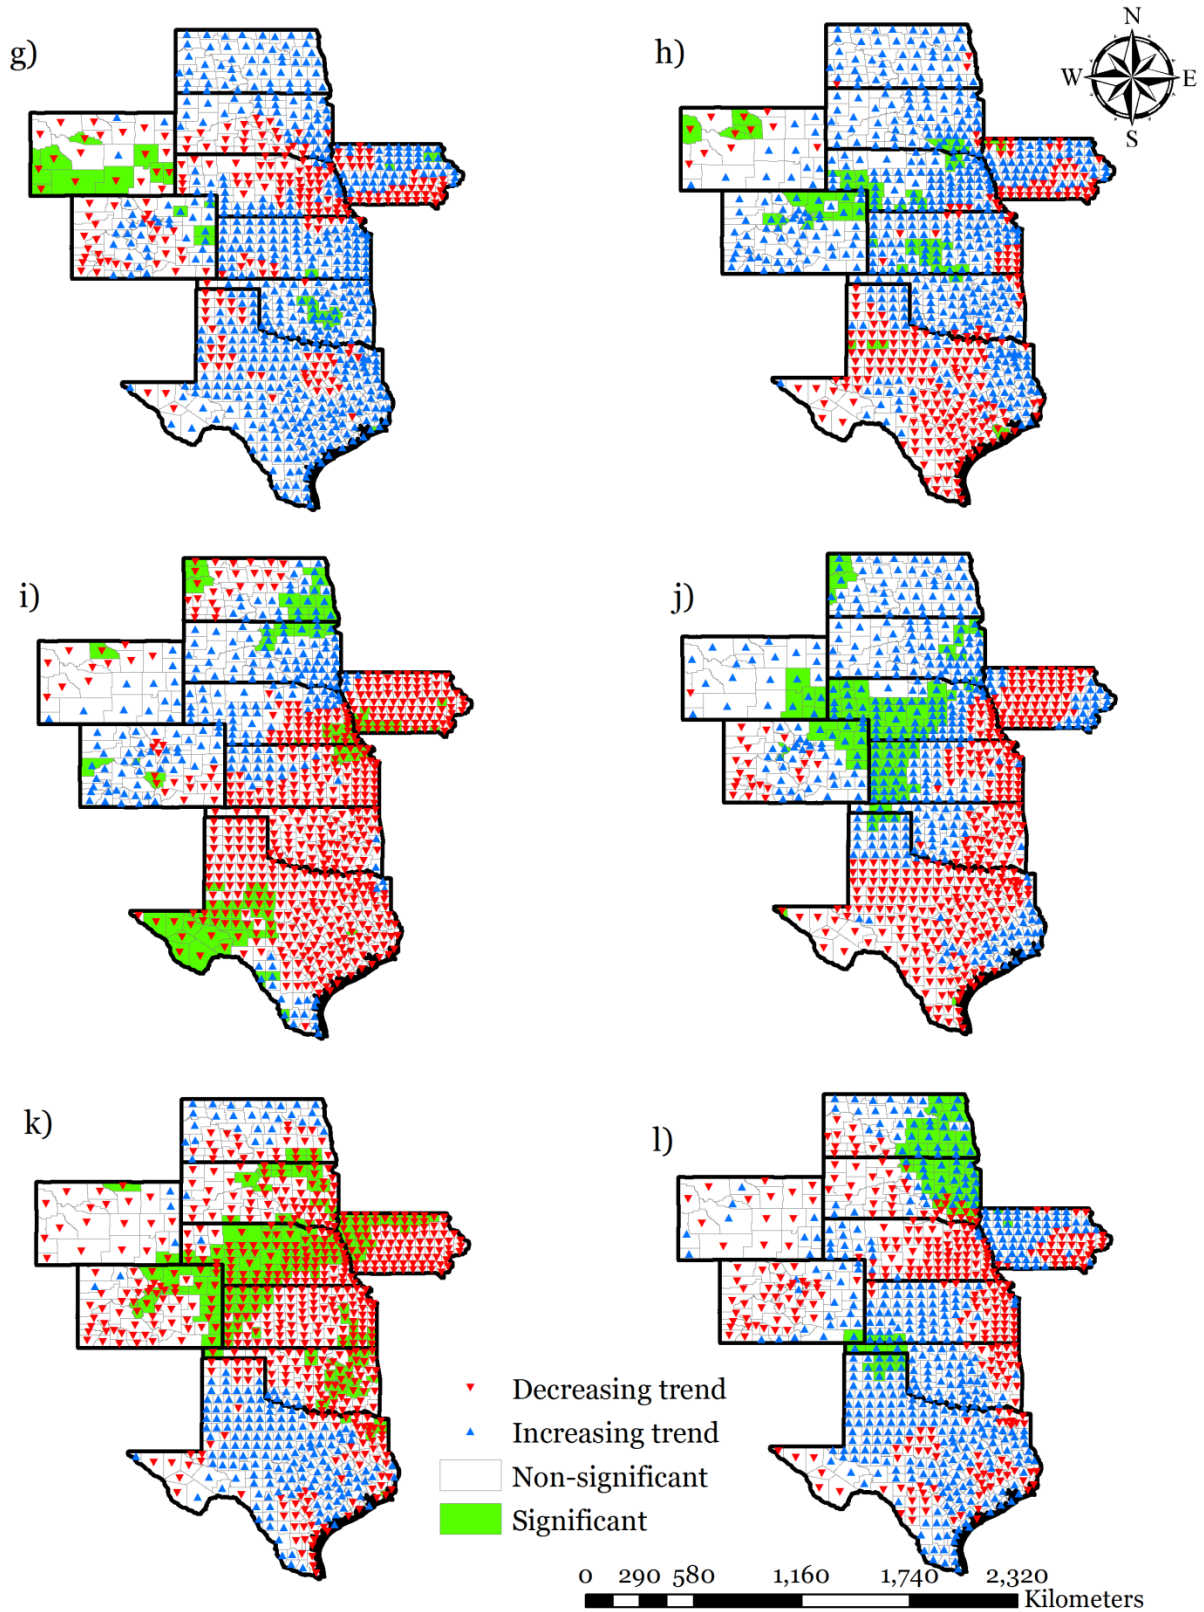 g)
h)
N
W
E
S
i)
j)
k)
l)
Decreasing trend
Increasing trend
Non-significant
Significant
0 290 580 1,160 1,740 2,320
Kilometers